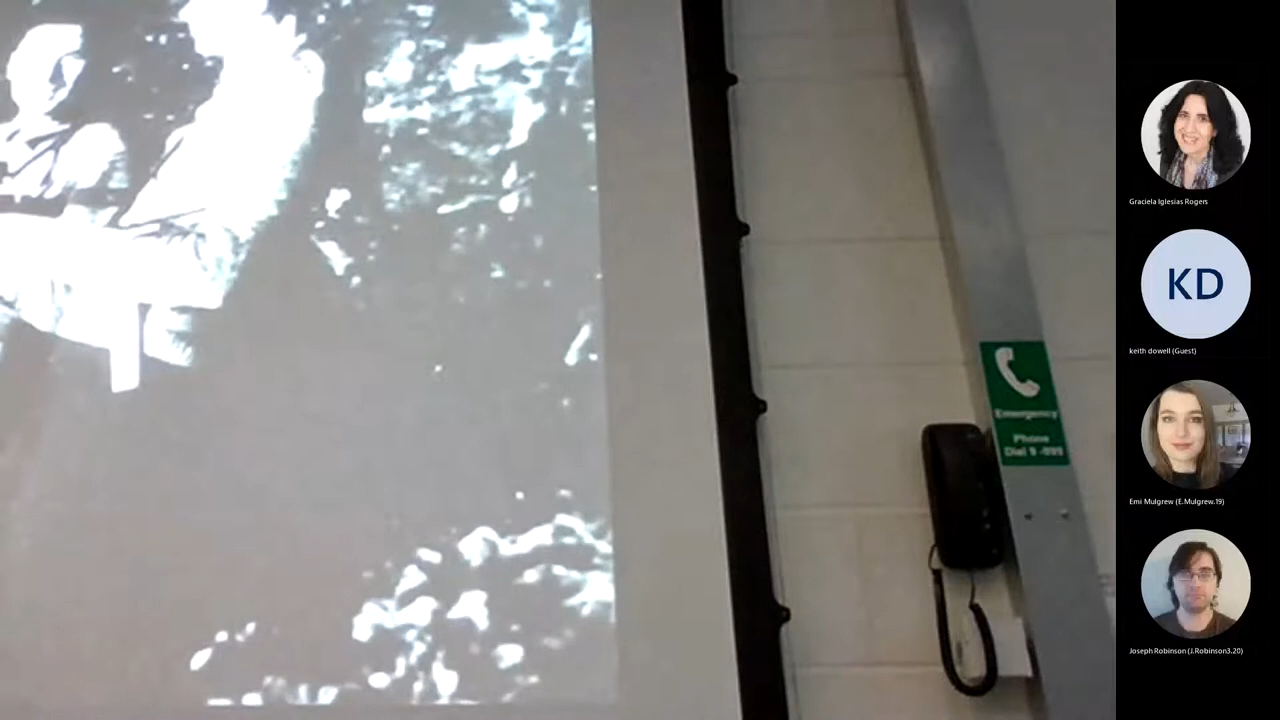 Emergency
Phone
Dial 9 -999
Graciela Iglesias Rogers
KD
keith dowell (Guest)
Emi Mulgrew (E.Mulgrew.19)
Joseph Robinson (J.Robinson3.20)